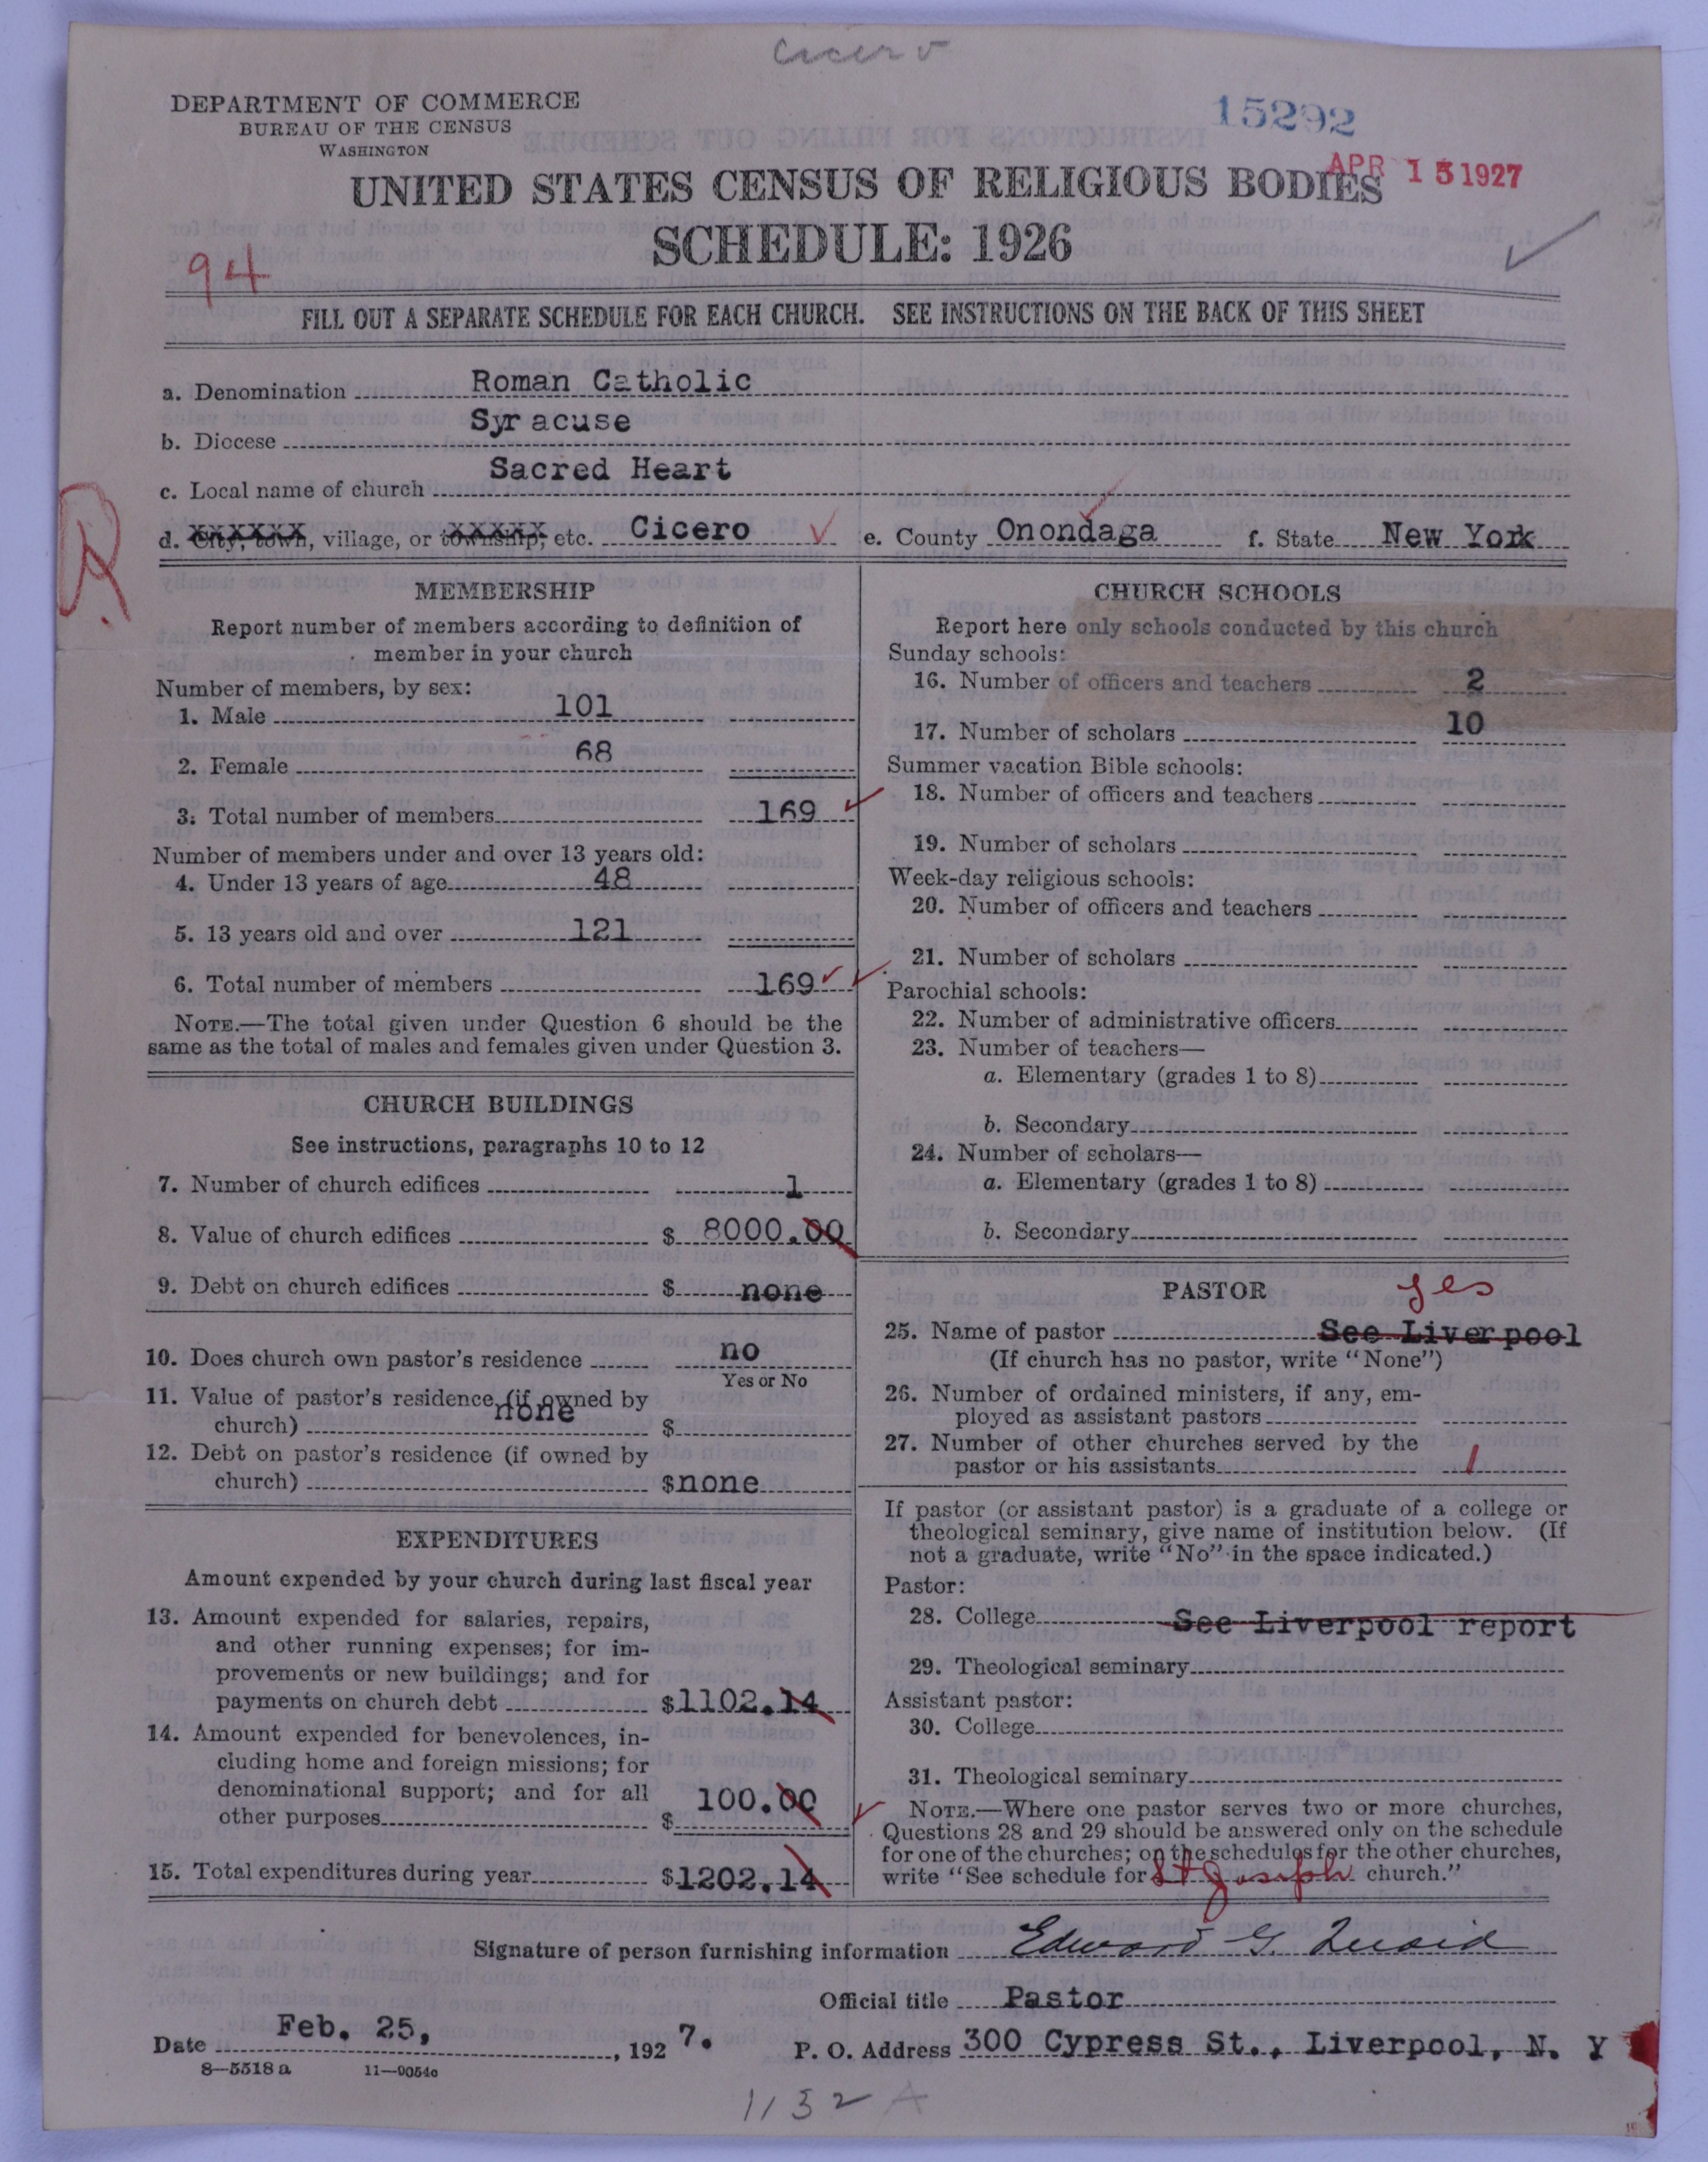 Cicero
DEPARTMENT OF COMMERCE
BUREAU OF THE CENSUS
WASHINGTON
15292
APR 15 1927
UNITED STATES CENSUS OF RELIGIOUS BODIES
SCHEDULE: 1926
94
FILL OUT A SEPARATE SCHEDULE FOR EACH CHURCH. SEE INSTRUCTIONS ON THE BACK OF THIS SHEET
a. Denomination Roman Catholic
b. Diocese Syracuse
c. Local name of church Sacred Heart
d. City, town, village, or township, etc. Cicero e. County Onondaga f. State New York
MEMBERSHIP
Report number of members according to definition of
member in your church
Number of members, by sex:
1. Male 101
2. Female 68
3. Total number of members 169
Number of members under and over 13 years old:
4. Under 13 years of age 48
5. 13 years old and over 121
6. Total number of members 169
NOTE.—The total given under Question 6 should be the
same as the total of males and females given under Question 3.
CHURCH BUILDINGS
See instructions, paragraphs 10 to 12
7. Number of church edifices 1
8. Value of church edifices $ 8000.00
9. Debt on church edifices $ none
10. Does church own pastor's residence no
Yes or No
11. Value of pastor's residence (if owned by
church) none $
12. Debt on pastor's residence (if owned by
church) $none
EXPENDITURES
Amount expended by your church during last fiscal year
13. Amount expended for salaries, repairs,
and other running expenses; for im-
provements or new buildings; and for
payments on church debt $1102.14
14. Amount expended for benevolences, in-
cluding home and foreign missions; for
denominational support; and for all
other purposes $ 100.00
15. Total expenditures during year $1202.14
CHURCH SCHOOLS
Report here only schools conducted by this church
Sunday schools:
16. Number of officers and teachers 2
17. Number of scholars 10
Summer vacation Bible schools:
18. Number of officers and teachers
19. Number of scholars
Week-day religious schools:
20. Number of officers and teachers
21. Number of scholars
Parochial schools:
22. Number of administrative officers
23. Number of teachers—
a. Elementary (grades 1 to 8)
b. Secondary
24. Number of scholars—
a. Elementary (grades 1 to 8)
b. Secondary
PASTOR yes
25. Name of pastor See Liverpool
(If church has no pastor, write "None")
26. Number of ordained ministers, if any, em-
ployed as assistant pastors
27. Number of other churches served by the
pastor or his assistants 1
If pastor (or assistant pastor) is a graduate of a college or
theological seminary, give name of institution below. (If
not a graduate, write "No" in the space indicated.)
Pastor:
28. College See Liverpool report
29. Theological seminary
Assistant pastor:
30. College
31. Theological seminary
NOTE.—Where one pastor serves two or more churches,
Questions 28 and 29 should be answered only on the schedule
for one of the churches; on the schedules for the other churches,
write "See schedule for St Joseph church."
Signature of person furnishing information Edward G. Quaid
Official title Pastor
Date Feb. 25, 1927. P. O. Address 300 Cypress St., Liverpool, N. Y
8—5518 a 11—9054c
1132 A